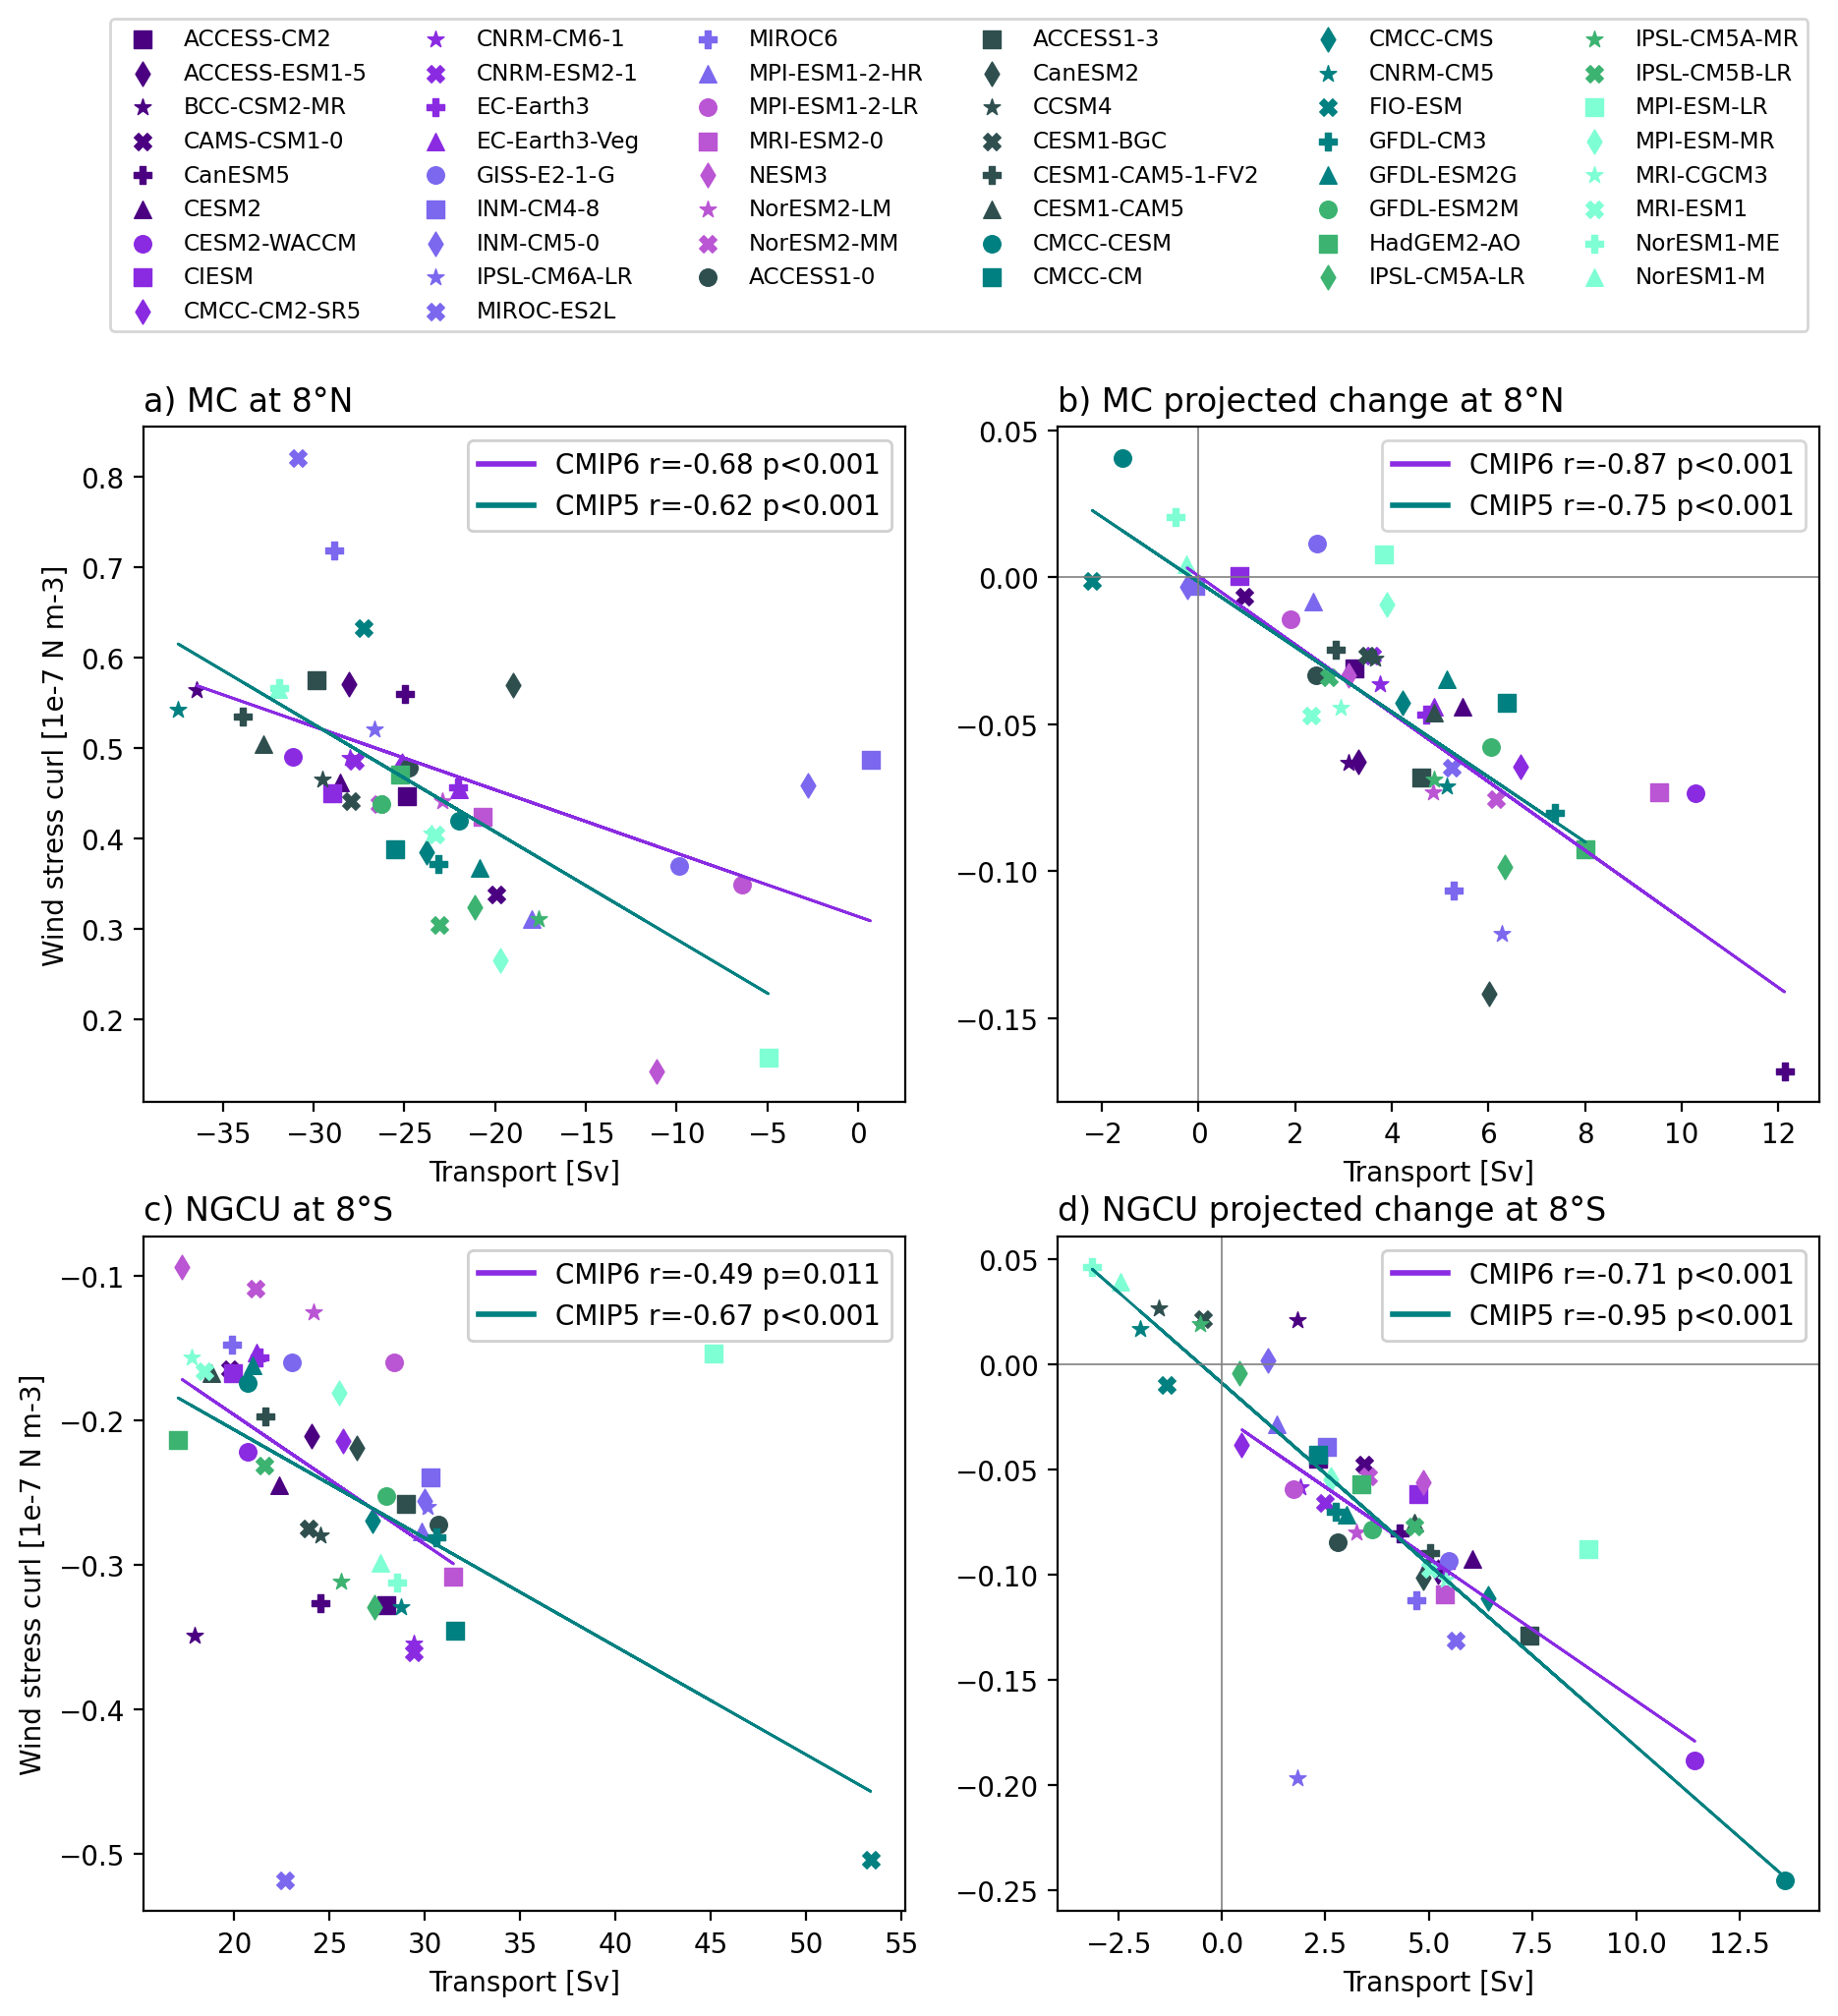 ACCESS-CM2
ACCESS-ESM1-5
BCC-CSM2-MR
CAMS-CSM1-0
CanESM5
CESM2
CESM2-WACCM
CIESM
CMCC-CM2-SR5
CNRM-CM6-1
CNRM-ESM2-1
EC-Earth3
EC-Earth3-Veg
GISS-E2-1-G
INM-CM4-8
INM-CM5-0
IPSL-CM6A-LR
MIROC-ES2L
MIROC6
MPI-ESM1-2-HR
MPI-ESM1-2-LR
MRI-ESM2-0
NESM3
NorESM2-LM
NorESM2-MM
ACCESS1-0
ACCESS1-3
CanESM2
CCSM4
CESM1-BGC
CESM1-CAM5-1-FV2
CESM1-CAM5
CMCC-CESM
CMCC-CM
CMCC-CMS
CNRM-CM5
FIO-ESM
GFDL-CM3
GFDL-ESM2G
GFDL-ESM2M
HadGEM2-AO
IPSL-CM5A-LR
IPSL-CM5A-MR
IPSL-CM5B-LR
MPI-ESM-LR
MPI-ESM-MR
MRI-CGCM3
MRI-ESM1
NorESM1-ME
NorESM1-M
a) MC at 8°N
CMIP6 r=-0.68 p<0.001
CMIP5 r=-0.62 p<0.001
Wind stress curl [1e-7 N m-3]
0.8
0.7
0.6
0.5
0.4
0.3
0.2
−35 −30 −25 −20 −15 −10 −5 0
Transport [Sv]
b) MC projected change at 8°N
CMIP6 r=-0.87 p<0.001
CMIP5 r=-0.75 p<0.001
0.05
0.00
−0.05
−0.10
−0.15
−2 0 2 4 6 8 10 12
Transport [Sv]
c) NGCU at 8°S
CMIP6 r=-0.49 p=0.011
CMIP5 r=-0.67 p<0.001
Wind stress curl [1e-7 N m-3]
−0.1
−0.2
−0.3
−0.4
−0.5
20 25 30 35 40 45 50 55
Transport [Sv]
d) NGCU projected change at 8°S
CMIP6 r=-0.71 p<0.001
CMIP5 r=-0.95 p<0.001
0.05
0.00
−0.05
−0.10
−0.15
−0.20
−0.25
−2.5 0.0 2.5 5.0 7.5 10.0 12.5
Transport [Sv]